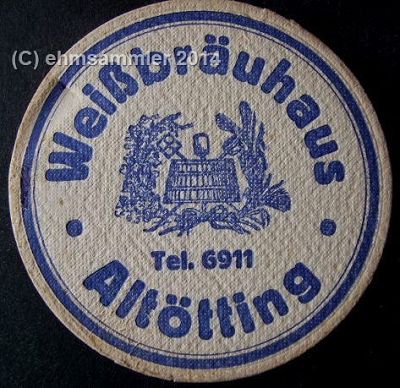 (C) ehmsammler 2014
Weißbräuhaus
Tel. 6911
• Altötting •